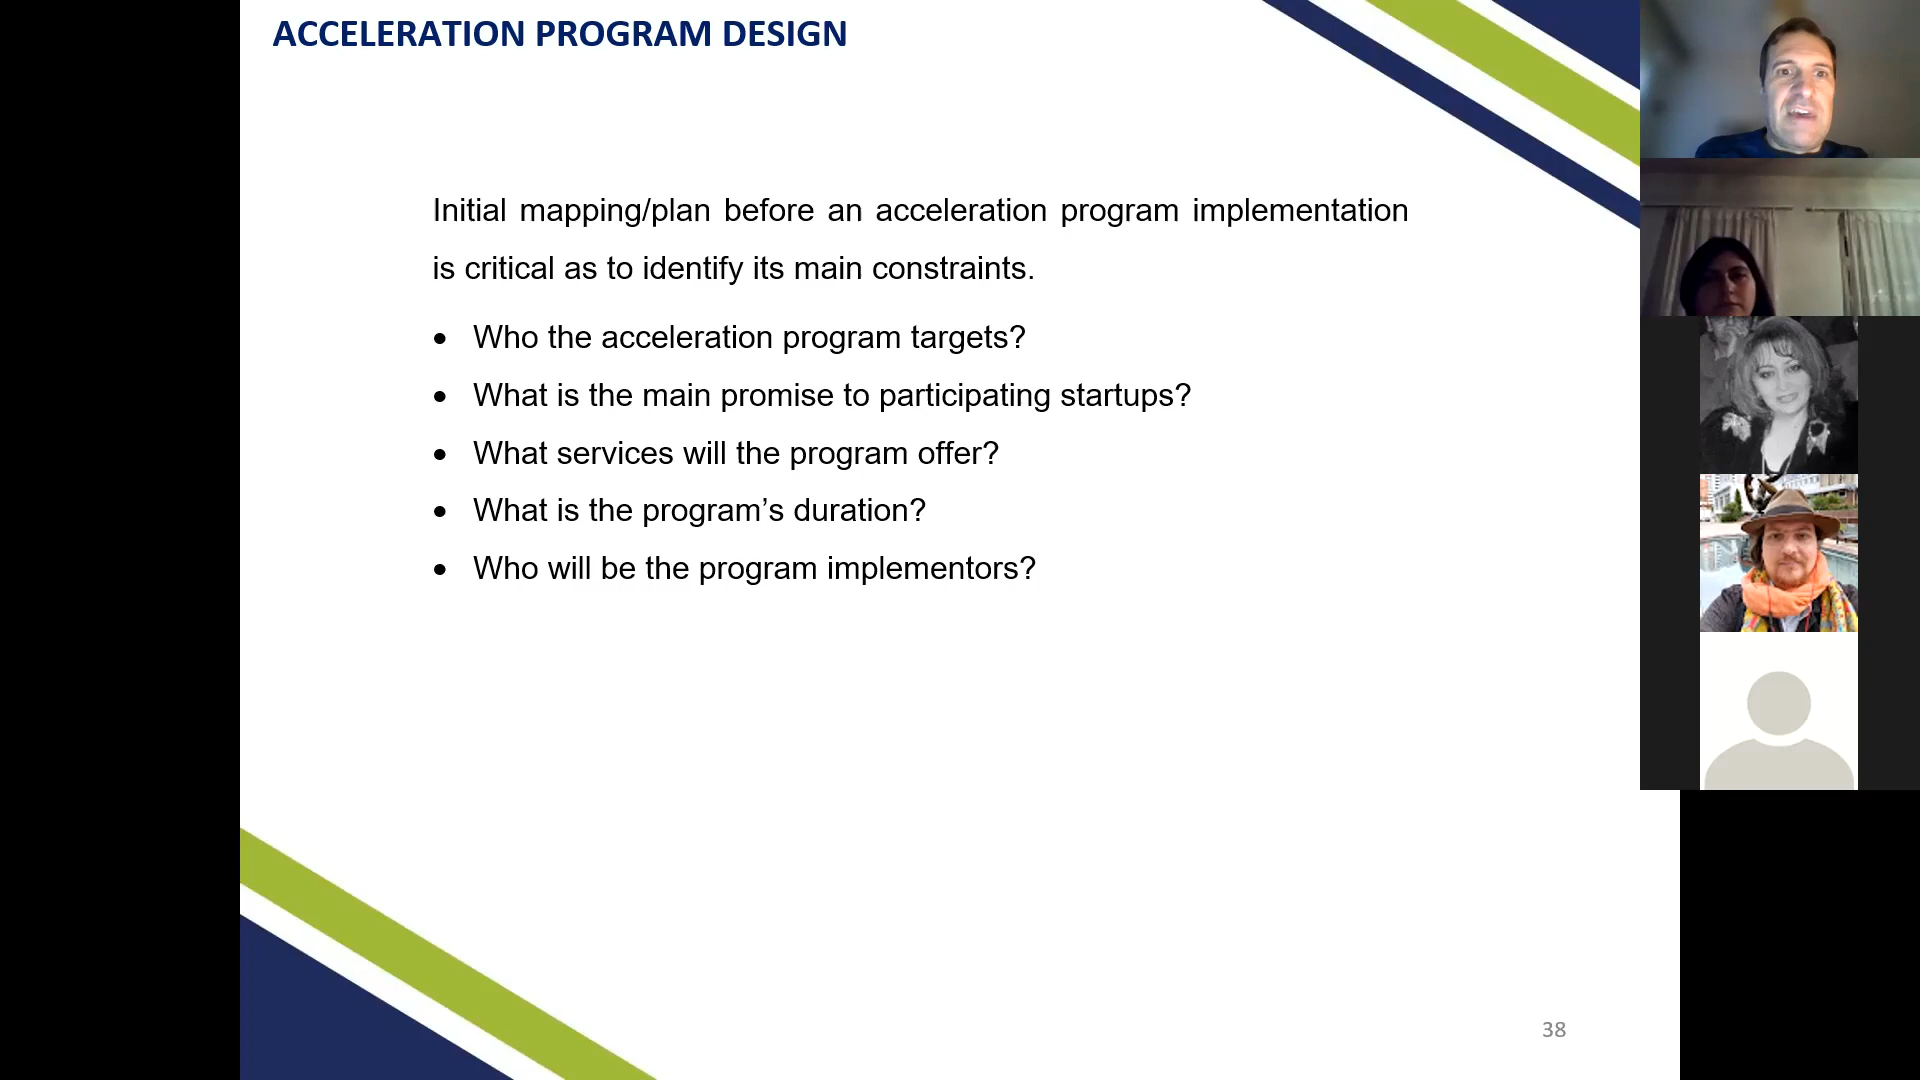 ACCELERATION PROGRAM DESIGN
Initial mapping/plan before an acceleration program implementation
is critical as to identify its main constraints.
• Who the acceleration program targets?
• What is the main promise to participating startups?
• What services will the program offer?
• What is the program’s duration?
• Who will be the program implementors?
38